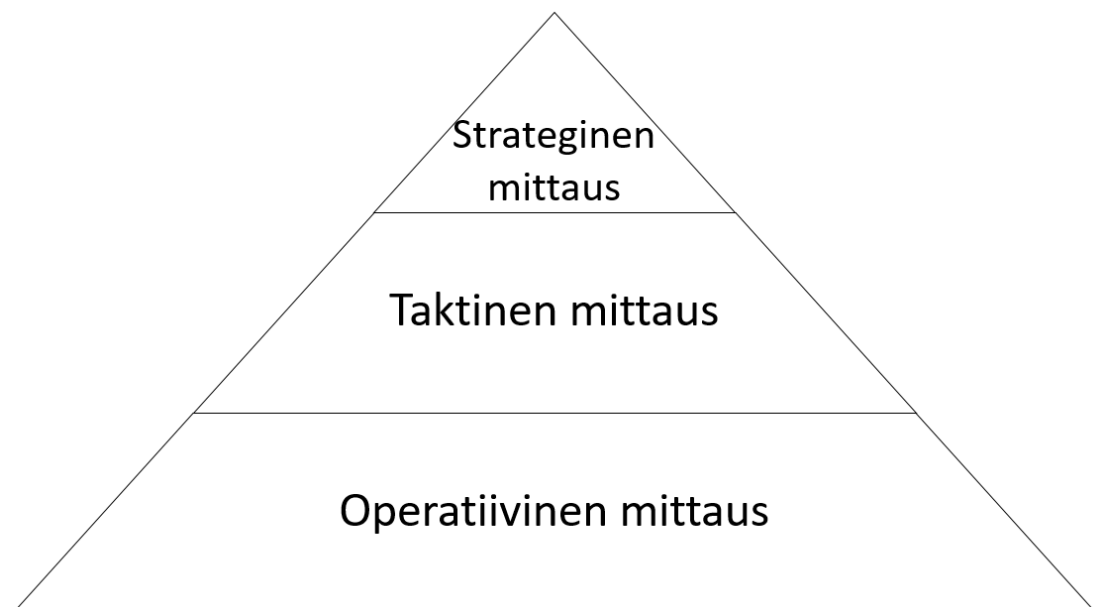 Strateginen
mittaus
Taktinen mittaus
Operatiivinen mittaus